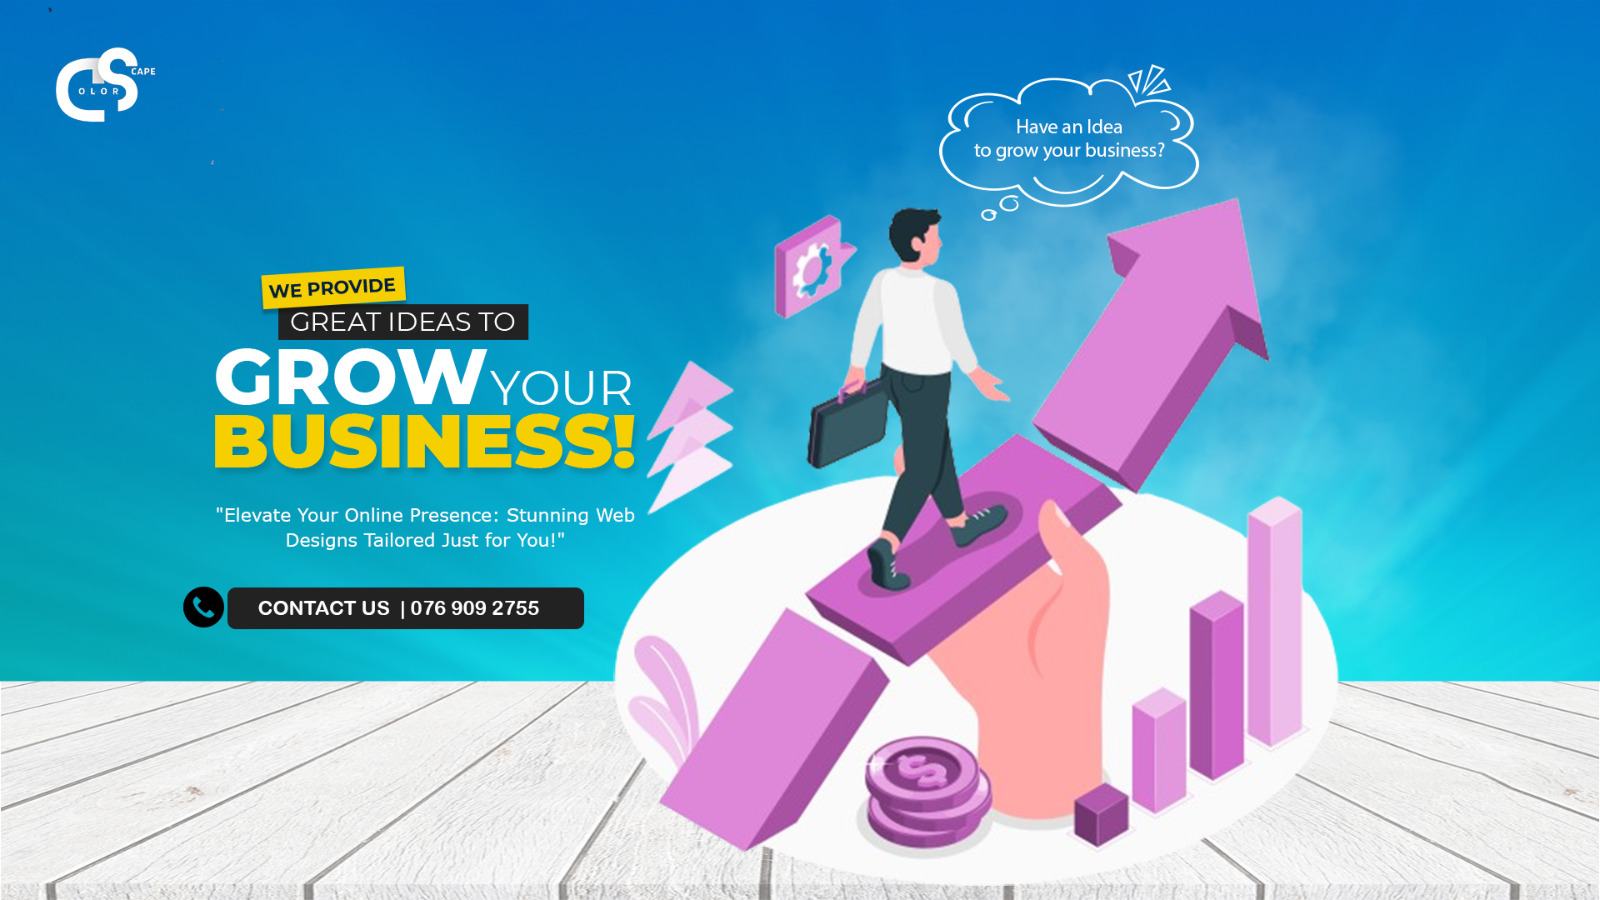 CS
CAPE
OLOR
Have an Idea
to grow your business?
WE PROVIDE
GREAT IDEAS TO
GROW YOUR
BUSINESS!
"Elevate Your Online Presence: Stunning Web
Designs Tailored Just for You!"
CONTACT US | 076 909 2755
$